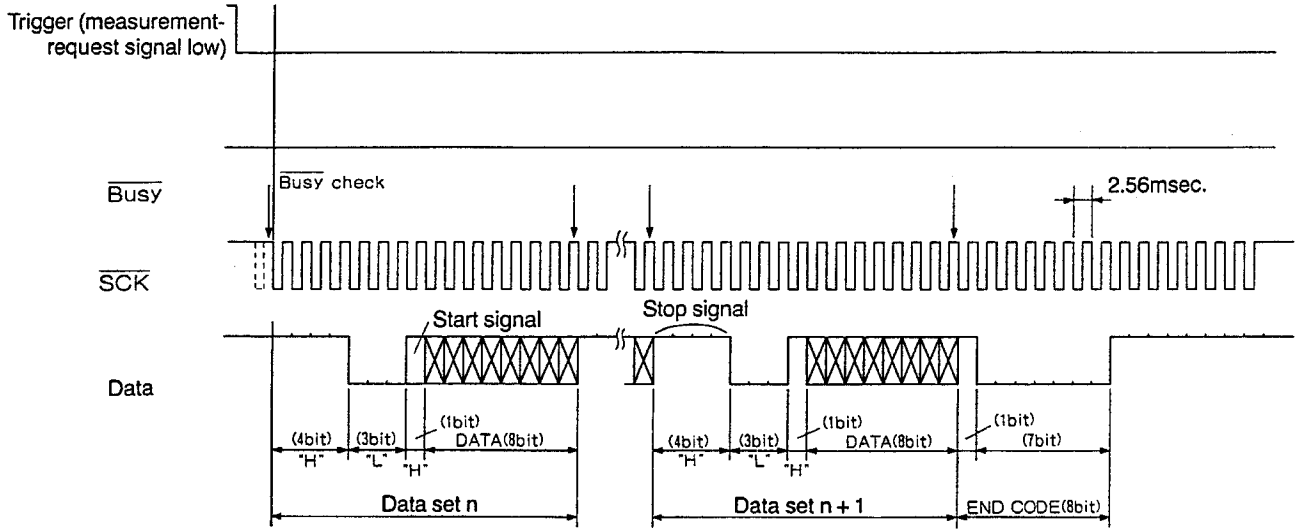 Trigger (measurement-
request signal low)
Busy
Busy check
2.56msec.
SCK
Start signal
Stop signal
Data
(1bit)
(1bit)
(1bit)
(4bit)
(3bit)
DATA(8bit)
(4bit)
(3bit)
DATA(8bit)
(7bit)
"H"
"L"
"H"
"H"
"L"
"H"
Data set n
Data set n + 1
END CODE(8bit)